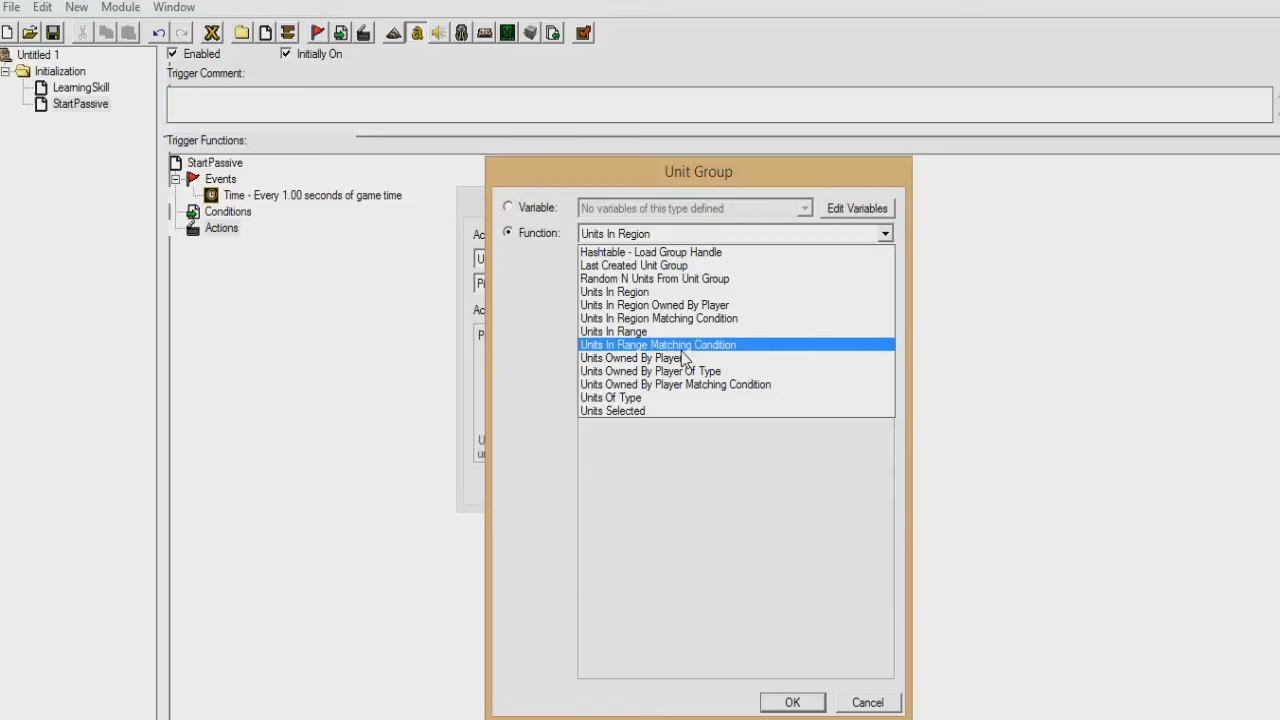 File Edit New Module Window
Untitled 1
Initialization
LearningSkill
StartPassive
Enabled
Initially On
Trigger Comment:
Trigger Functions:
StartPassive
Events
Time - Every 1.00 seconds of game time
Conditions
Actions
Unit Group
Variable:
No variables of this type defined
Edit Variables
Function:
Units In Region
Hashtable - Load Group Handle
Last Created Unit Group
Random N Units From Unit Group
Units In Region
Units In Region Owned By Player
Units In Region Matching Condition
Units In Range
Units In Range Matching Condition
Units Owned By Player
Units Owned By Player Of Type
Units Owned By Player Matching Condition
Units Of Type
Units Selected
OK
Cancel